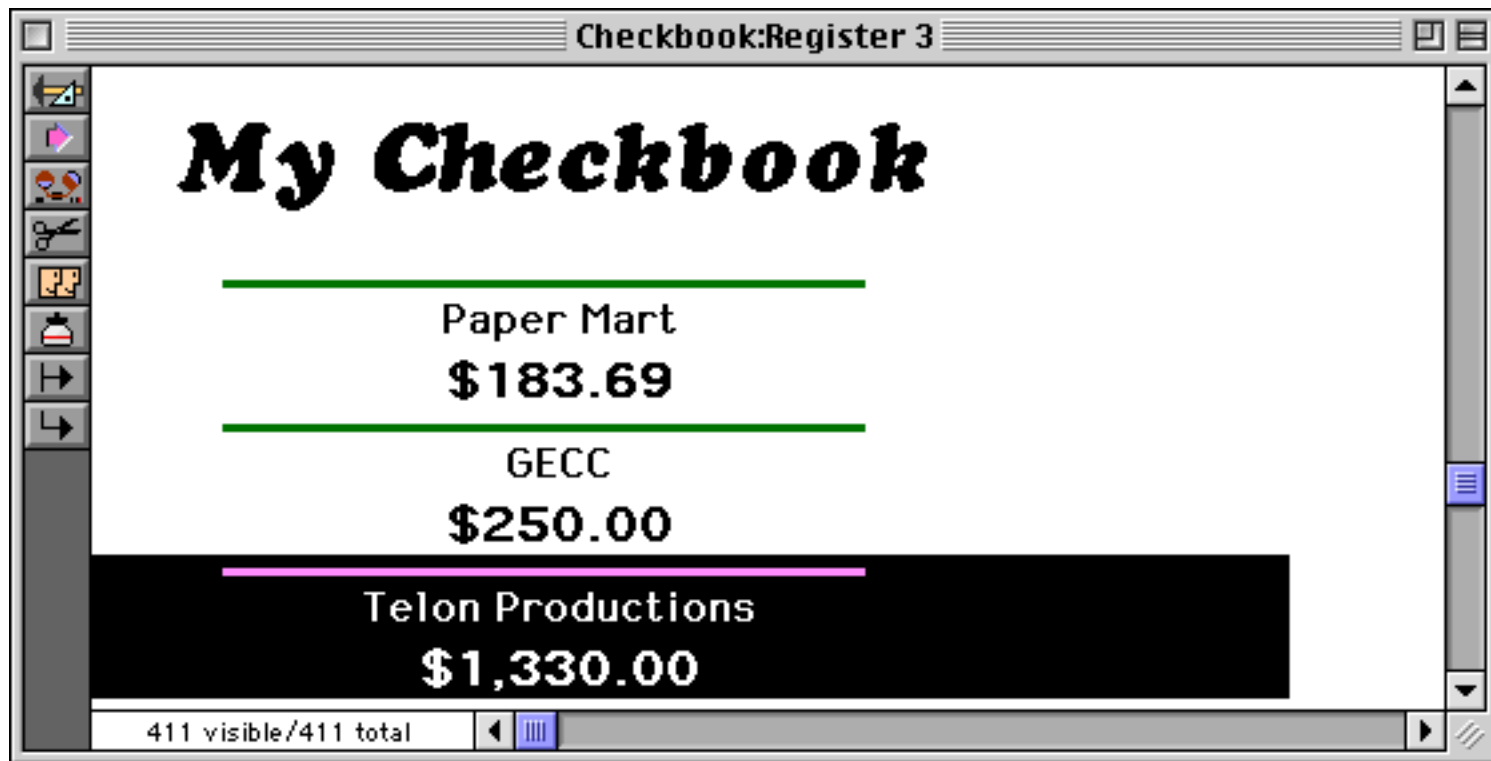 Checkbook:Register 3
My Checkbook
Paper Mart
$183.69
GECC
$250.00
Telon Productions
$1,330.00
411 visible/411 total